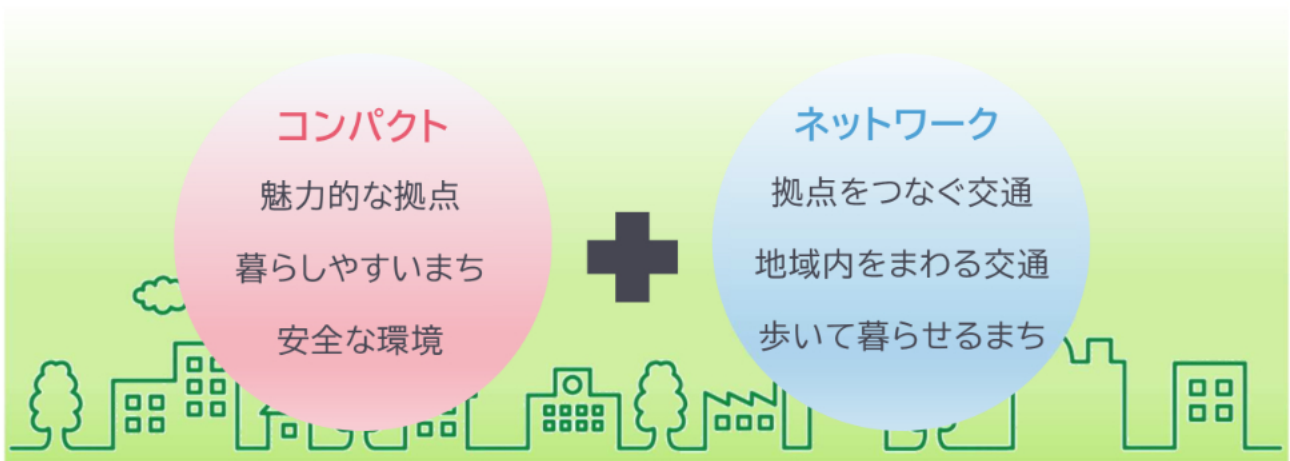 コンパクト
魅力的な拠点
暮らしやすいまち
安全な環境
ネットワーク
拠点をつなぐ交通
地域内をまわる交通
歩いて暮らせるまち